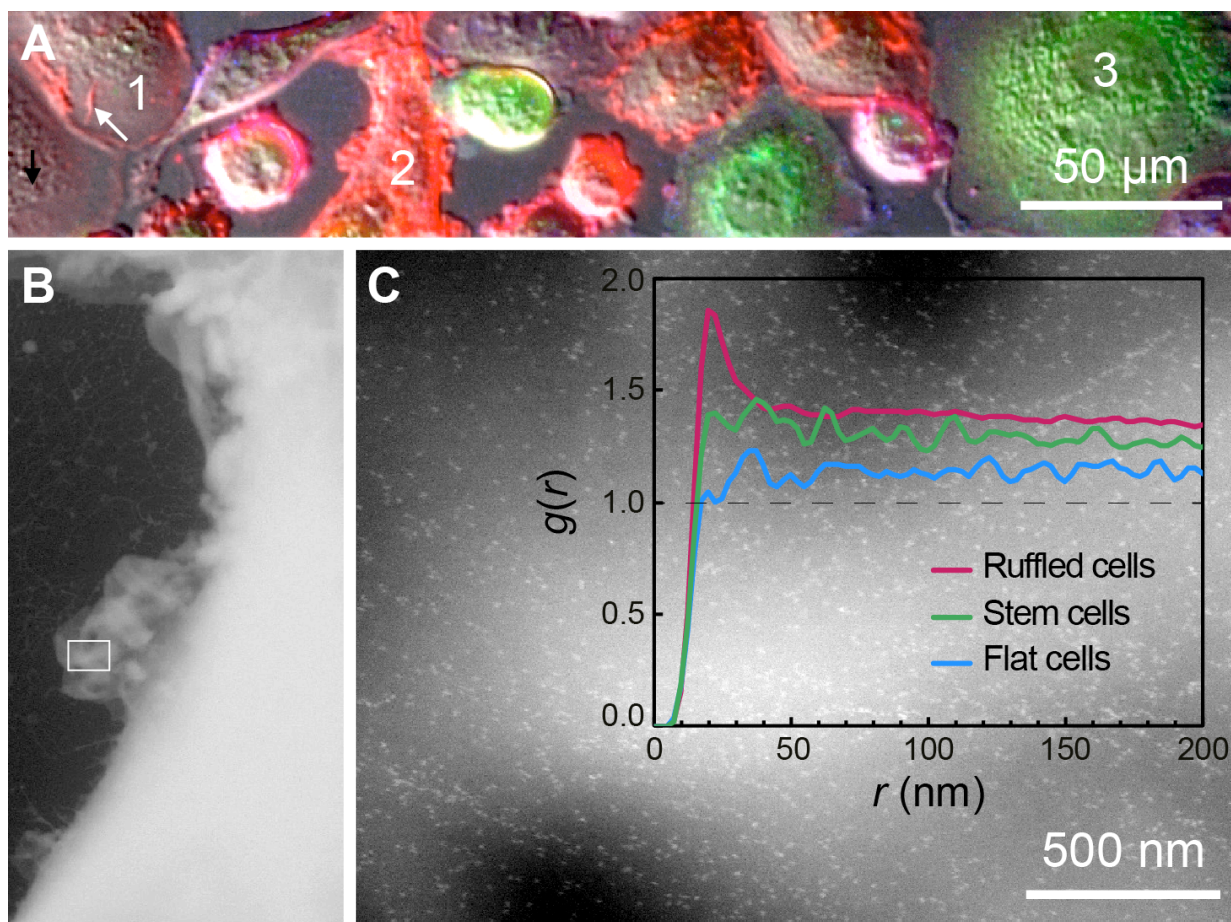 A
1
2
3
50 µm
B
C
2.0
1.5
1.0
0.5
0.0
g(r)
Ruffled cells
Stem cells
Flat cells
0
50
100
150
200
r (nm)
500 nm